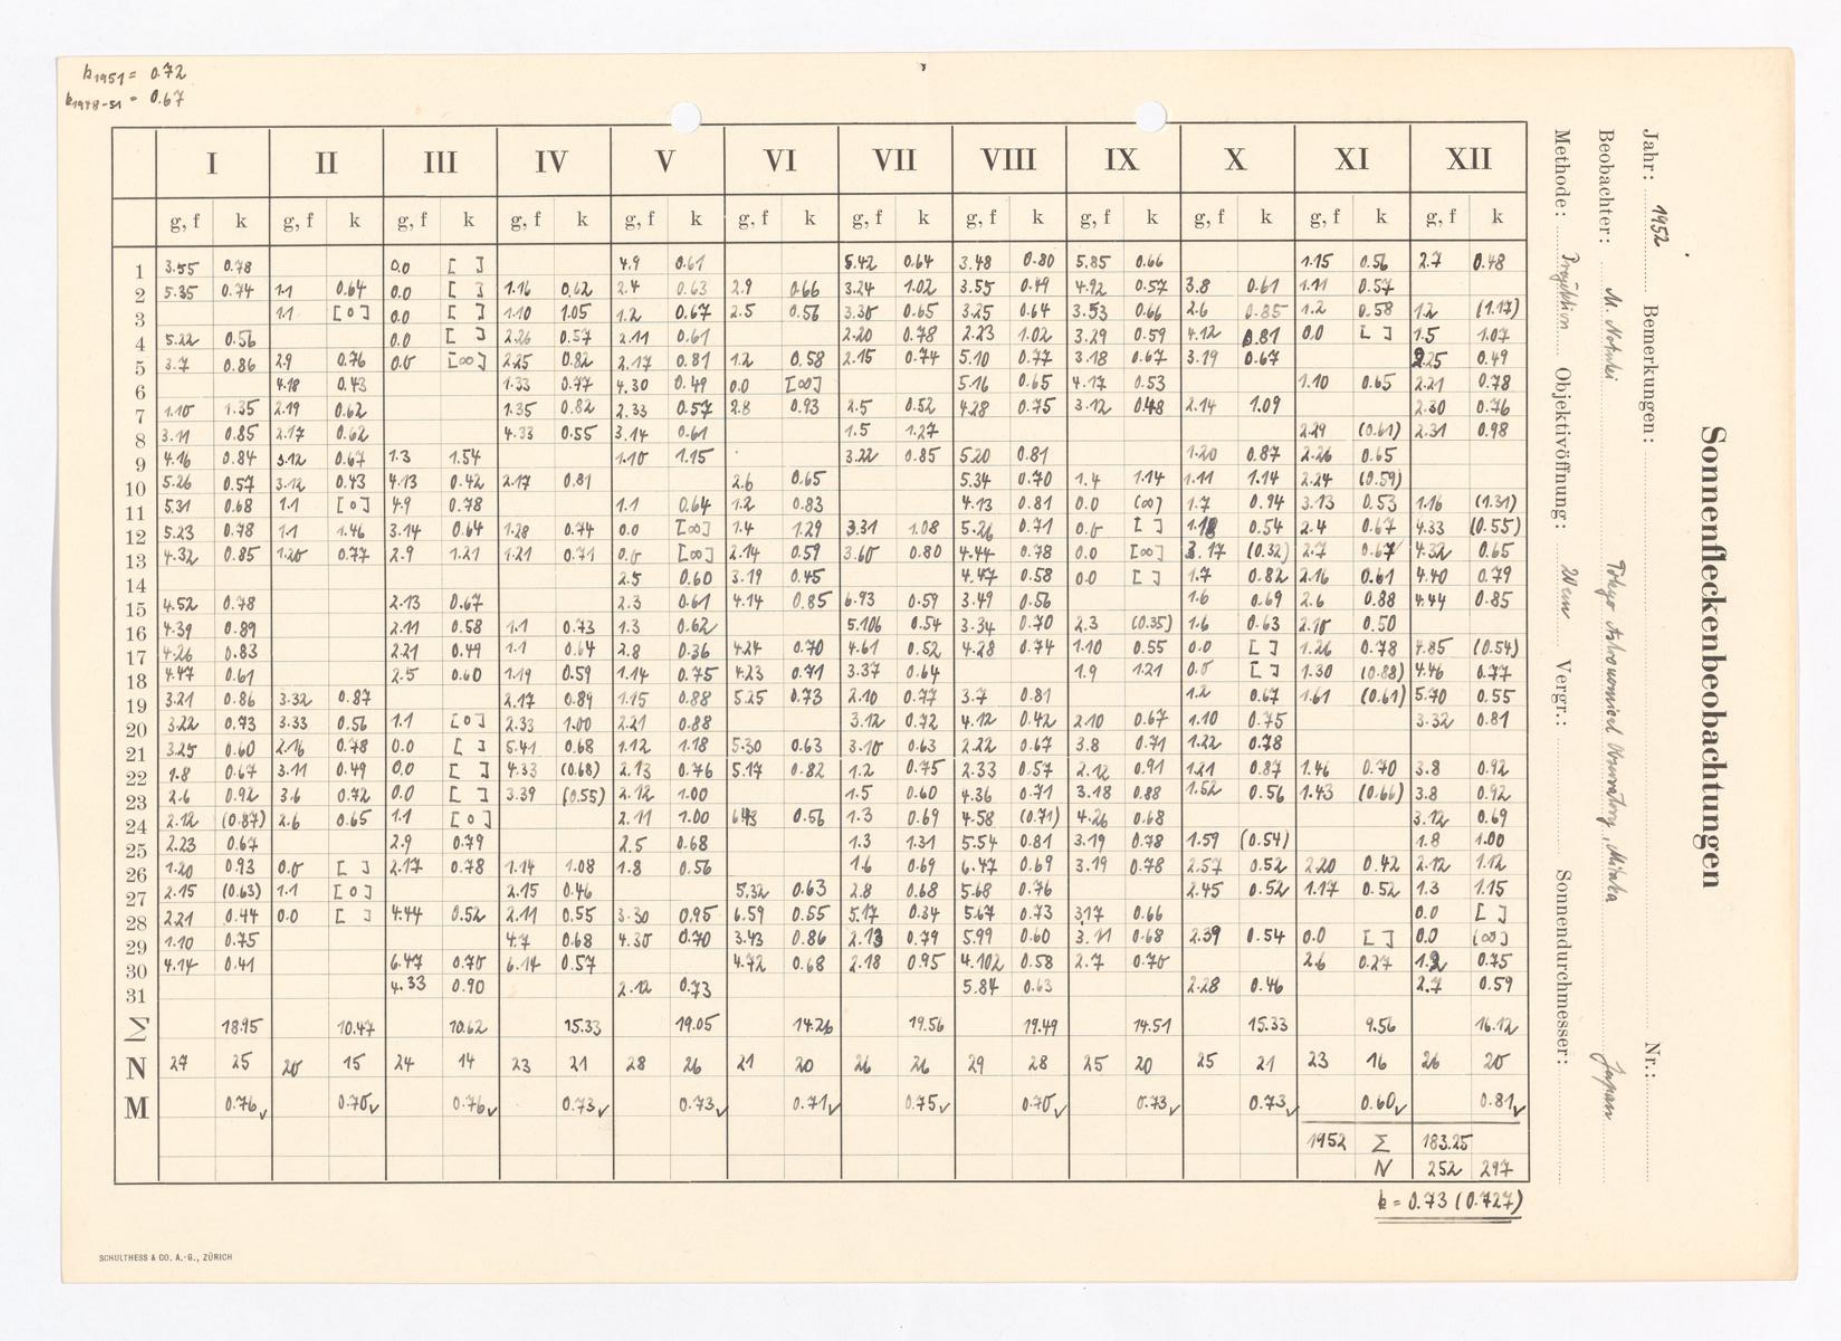 k1951 = 0.72
k1948-51 = 0.67
I II III IV V VI VII VIII IX X XI XII
g, f k g, f k g, f k g, f k g, f k g, f k g, f k g, f k g, f k g, f k g, f k g, f k
1 3.55 0.78 0.0 [ ] 4.9 0.61 5.42 0.64 3.48 0.80 5.85 0.66 1.15 0.56 2.7 0.48
2 5.35 0.74 1.1 0.64 0.0 [ ] 1.16 0.62 2.4 0.63 2.9 0.66 3.24 1.02 3.55 0.49 4.92 0.57 3.8 0.61 1.11 0.57
3 1.1 [0] 0.0 [ ] 1.10 1.05 1.2 0.67 2.5 0.56 3.30 0.65 3.25 0.64 3.53 0.66 2.6 0.85 1.2 0.58 1.2 (1.17)
4 5.22 0.56 0.0 [ ] 2.26 0.57 2.11 0.61 2.20 0.78 2.23 1.02 3.29 0.59 4.12 0.81 0.0 [ ] 1.5 1.07
5 3.7 0.86 2.9 0.76 0.0 [∞] 2.25 0.82 2.17 0.81 1.2 0.58 2.15 0.74 5.10 0.77 3.18 0.67 3.19 0.67 2.25 0.49
6 4.18 0.43 1.33 0.77 4.30 0.49 0.0 [∞] 5.16 0.65 4.17 0.53 1.10 0.65 2.21 0.78
7 1.10 1.35 2.19 0.62 1.35 0.82 2.33 0.57 2.8 0.93 2.5 0.52 4.28 0.75 3.12 0.48 2.14 1.09 2.30 0.76
8 3.11 0.85 2.17 0.62 4.33 0.55 3.14 0.61 1.5 1.27 2.29 (0.61) 2.31 0.98
9 4.16 0.84 3.12 0.67 1.3 1.54 1.10 1.15 3.22 0.85 5.20 0.81 1.20 0.87 2.26 0.65
10 5.26 0.57 3.12 0.43 4.13 0.42 2.17 0.81 2.6 0.65 5.34 0.70 1.4 1.14 1.11 1.14 2.24 (0.59)
11 5.31 0.68 1.1 [0] 4.9 0.78 1.1 0.64 1.2 0.83 4.13 0.81 0.0 (∞) 1.7 0.94 3.13 0.53 1.16 (1.31)
12 5.23 0.78 1.1 1.46 3.14 0.64 1.28 0.74 0.0 [∞] 1.4 1.29 3.31 1.08 5.26 0.71 0.0 [ ] 1.18 0.54 2.4 0.67 4.33 (0.55)
13 4.32 0.85 1.20 0.77 2.9 1.21 1.21 0.71 0.0 [∞] 2.14 0.59 3.60 0.80 4.44 0.78 0.0 [∞] 3.17 (0.32) 2.7 0.67 4.32 0.65
14 2.5 0.60 3.19 0.45 4.47 0.58 0.0 [ ] 1.7 0.82 2.16 0.61 4.40 0.79
15 4.52 0.78 2.13 0.67 2.3 0.61 4.14 0.85 6.93 0.59 3.49 0.56 1.6 0.69 2.6 0.88 4.44 0.85
16 4.39 0.89 2.11 0.58 1.1 0.73 1.3 0.62 5.106 0.54 3.34 0.70 2.3 (0.35) 1.6 0.63 2.10 0.50
17 4.26 0.83 2.21 0.49 1.1 0.64 2.8 0.36 4.24 0.70 4.61 0.52 4.28 0.74 1.10 0.55 0.0 [ ] 1.26 0.78 4.85 (0.54)
18 4.47 0.61 2.5 0.60 1.19 0.59 1.14 0.75 4.23 0.71 3.37 0.64 1.9 1.21 0.0 [ ] 1.30 (0.88) 4.46 0.77
19 3.21 0.86 3.32 0.87 2.17 0.89 1.15 0.88 5.25 0.73 2.10 0.77 3.7 0.81 1.2 0.67 1.61 (0.61) 5.70 0.55
20 3.22 0.73 3.33 0.56 1.1 [0] 2.33 1.00 2.21 0.88 3.12 0.72 4.12 0.42 2.10 0.67 1.10 0.75 3.32 0.81
21 3.25 0.60 2.16 0.78 0.0 [ ] 5.41 0.68 1.12 1.18 5.30 0.63 3.10 0.63 2.22 0.67 3.8 0.71 1.22 0.78
22 1.8 0.67 3.11 0.49 0.0 [ ] 4.33 (0.68) 2.13 0.76 5.17 0.82 1.2 0.75 2.33 0.57 2.12 0.91 1.21 0.87 1.46 0.70 3.8 0.92
23 2.6 0.92 3.6 0.72 0.0 [ ] 3.39 (0.55) 2.12 1.00 1.5 0.60 4.36 0.71 3.18 0.88 1.52 0.56 1.43 (0.66) 3.8 0.92
24 2.12 (0.87) 2.6 0.65 1.1 [0] 2.11 1.00 6.43 0.56 1.3 0.69 4.58 (0.71) 4.26 0.68 3.12 0.69
25 2.23 0.67 2.9 0.79 2.5 0.68 1.3 1.31 5.54 0.81 3.19 0.78 1.59 (0.54) 1.8 1.00
26 1.20 0.93 0.0 [ ] 2.17 0.78 1.14 1.08 1.8 0.56 1.6 0.69 6.47 0.69 3.19 0.78 2.57 0.52 2.20 0.42 2.12 1.12
27 2.15 (0.63) 1.1 [0] 2.15 0.46 5.32 0.63 2.8 0.68 5.68 0.76 2.45 0.52 1.17 0.52 1.3 1.15
28 2.21 0.44 0.0 [ ] 4.44 0.52 2.11 0.55 3.30 0.95 6.59 0.55 5.17 0.34 5.67 0.73 3.17 0.66 0.0 [ ]
29 1.10 0.75 4.7 0.68 4.30 0.70 3.43 0.86 2.13 0.79 5.99 0.60 3.11 0.68 2.39 0.54 0.0 [ ] 0.0 (∞)
30 4.14 0.41 6.47 0.70 6.14 0.57 4.72 0.68 2.18 0.95 4.102 0.58 2.7 0.70 2.6 0.27 1.2 0.75
31 4.33 0.90 2.12 0.73 5.84 0.63 2.28 0.46 2.7 0.59
Σ 18.95 10.47 10.62 15.33 19.05 14.26 19.56 19.49 14.51 15.33 9.56 16.12
N 27 25 20 15 24 14 23 21 28 26 21 20 26 26 29 28 25 20 25 21 23 16 26 20
M 0.76✓ 0.70✓ 0.76✓ 0.73✓ 0.73✓ 0.71✓ 0.75✓ 0.70✓ 0.73✓ 0.73✓ 0.60✓ 0.81✓
1952 Σ 183.25
N 252 297
k = 0.73 (0.727)
SCHULTHESS & CO. A.-G., ZÜRICH
Sonnenfleckenbeobachtungen
Jahr: 1952 Bemerkungen: Nr.:
Beobachter: M. Notuki Tokyo Astronomical Observatory, Mitaka Japan
Methode: Projektion Objektivöffnung: 20 cm Vergr.: Sonnendurchmesser: